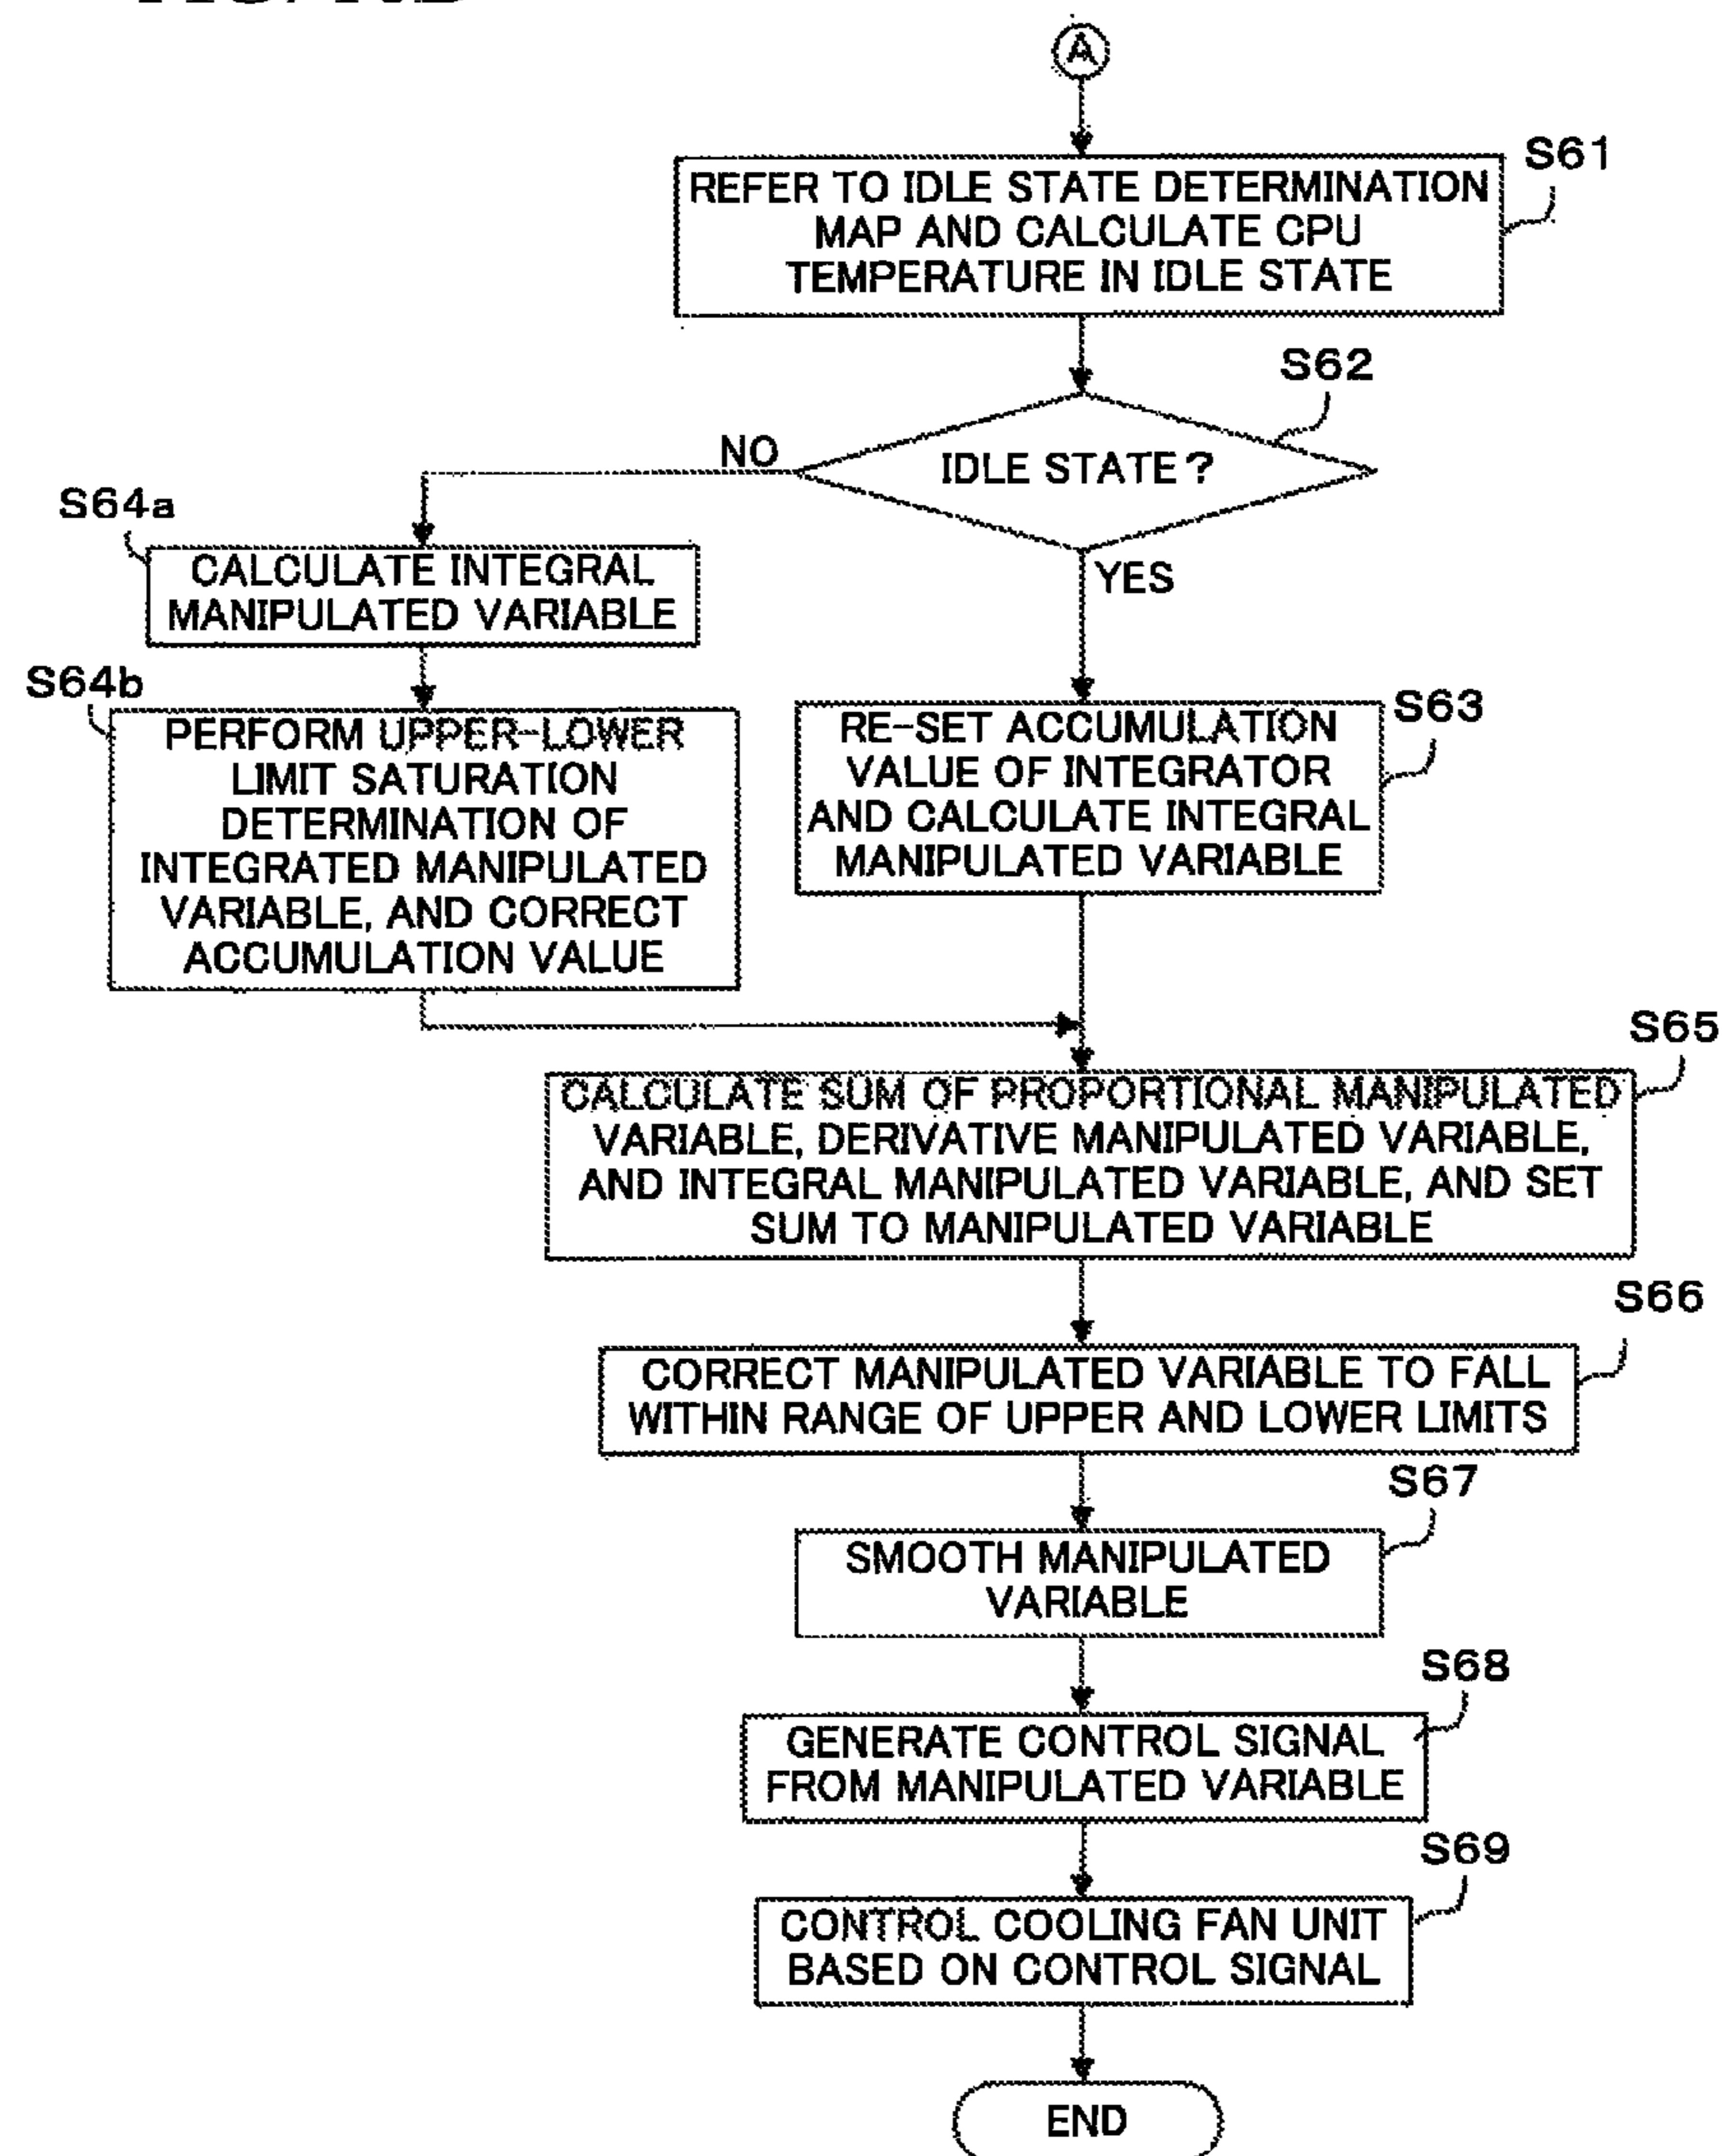 A
S61
REFER TO IDLE STATE DETERMINATION
MAP AND CALCULATE CPU
TEMPERATURE IN IDLE STATE
S62
IDLE STATE?
NO
YES
S64a
CALCULATE INTEGRAL
MANIPULATED VARIABLE
S64b
PERFORM UPPER-LOWER
LIMIT SATURATION
DETERMINATION OF
INTEGRATED MANIPULATED
VARIABLE, AND CORRECT
ACCUMULATION VALUE
S63
RE-SET ACCUMULATION
VALUE OF INTEGRATOR
AND CALCULATE INTEGRAL
MANIPULATED VARIABLE
S65
CALCULATE SUM OF PROPORTIONAL MANIPULATED
VARIABLE, DERIVATIVE MANIPULATED VARIABLE,
AND INTEGRAL MANIPULATED VARIABLE, AND SET
SUM TO MANIPULATED VARIABLE
S66
CORRECT MANIPULATED VARIABLE TO FALL
WITHIN RANGE OF UPPER AND LOWER LIMITS
S67
SMOOTH MANIPULATED
VARIABLE
S68
GENERATE CONTROL SIGNAL
FROM MANIPULATED VARIABLE
S69
CONTROL COOLING FAN UNIT
BASED ON CONTROL SIGNAL
END